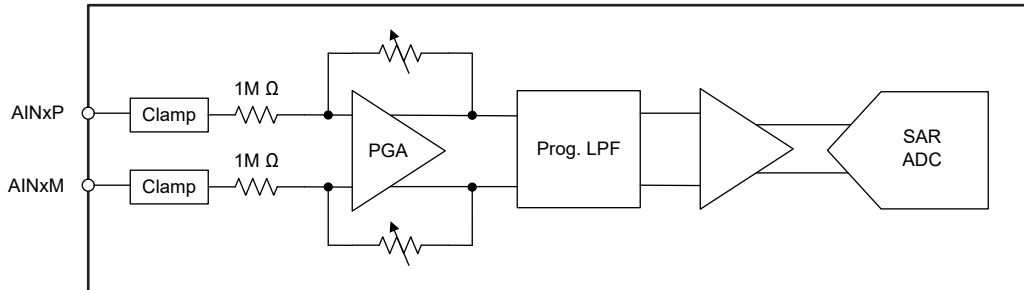 1M Ω
AINxP
Clamp
PGA
Prog. LPF
SAR
ADC
1M Ω
AINxM
Clamp